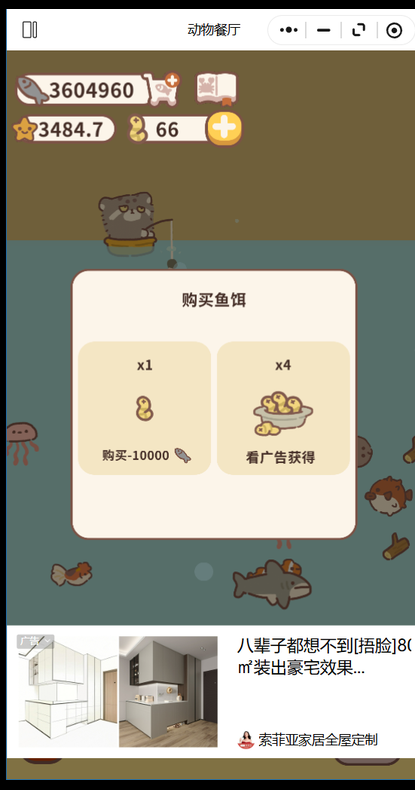 动物餐厅
3604960
3484.7
66
购买鱼饵
x1
x4
购买-10000
看广告获得
广告
八辈子都想不到[捂脸]80
㎡装出豪宅效果...
索菲亚家居全屋定制